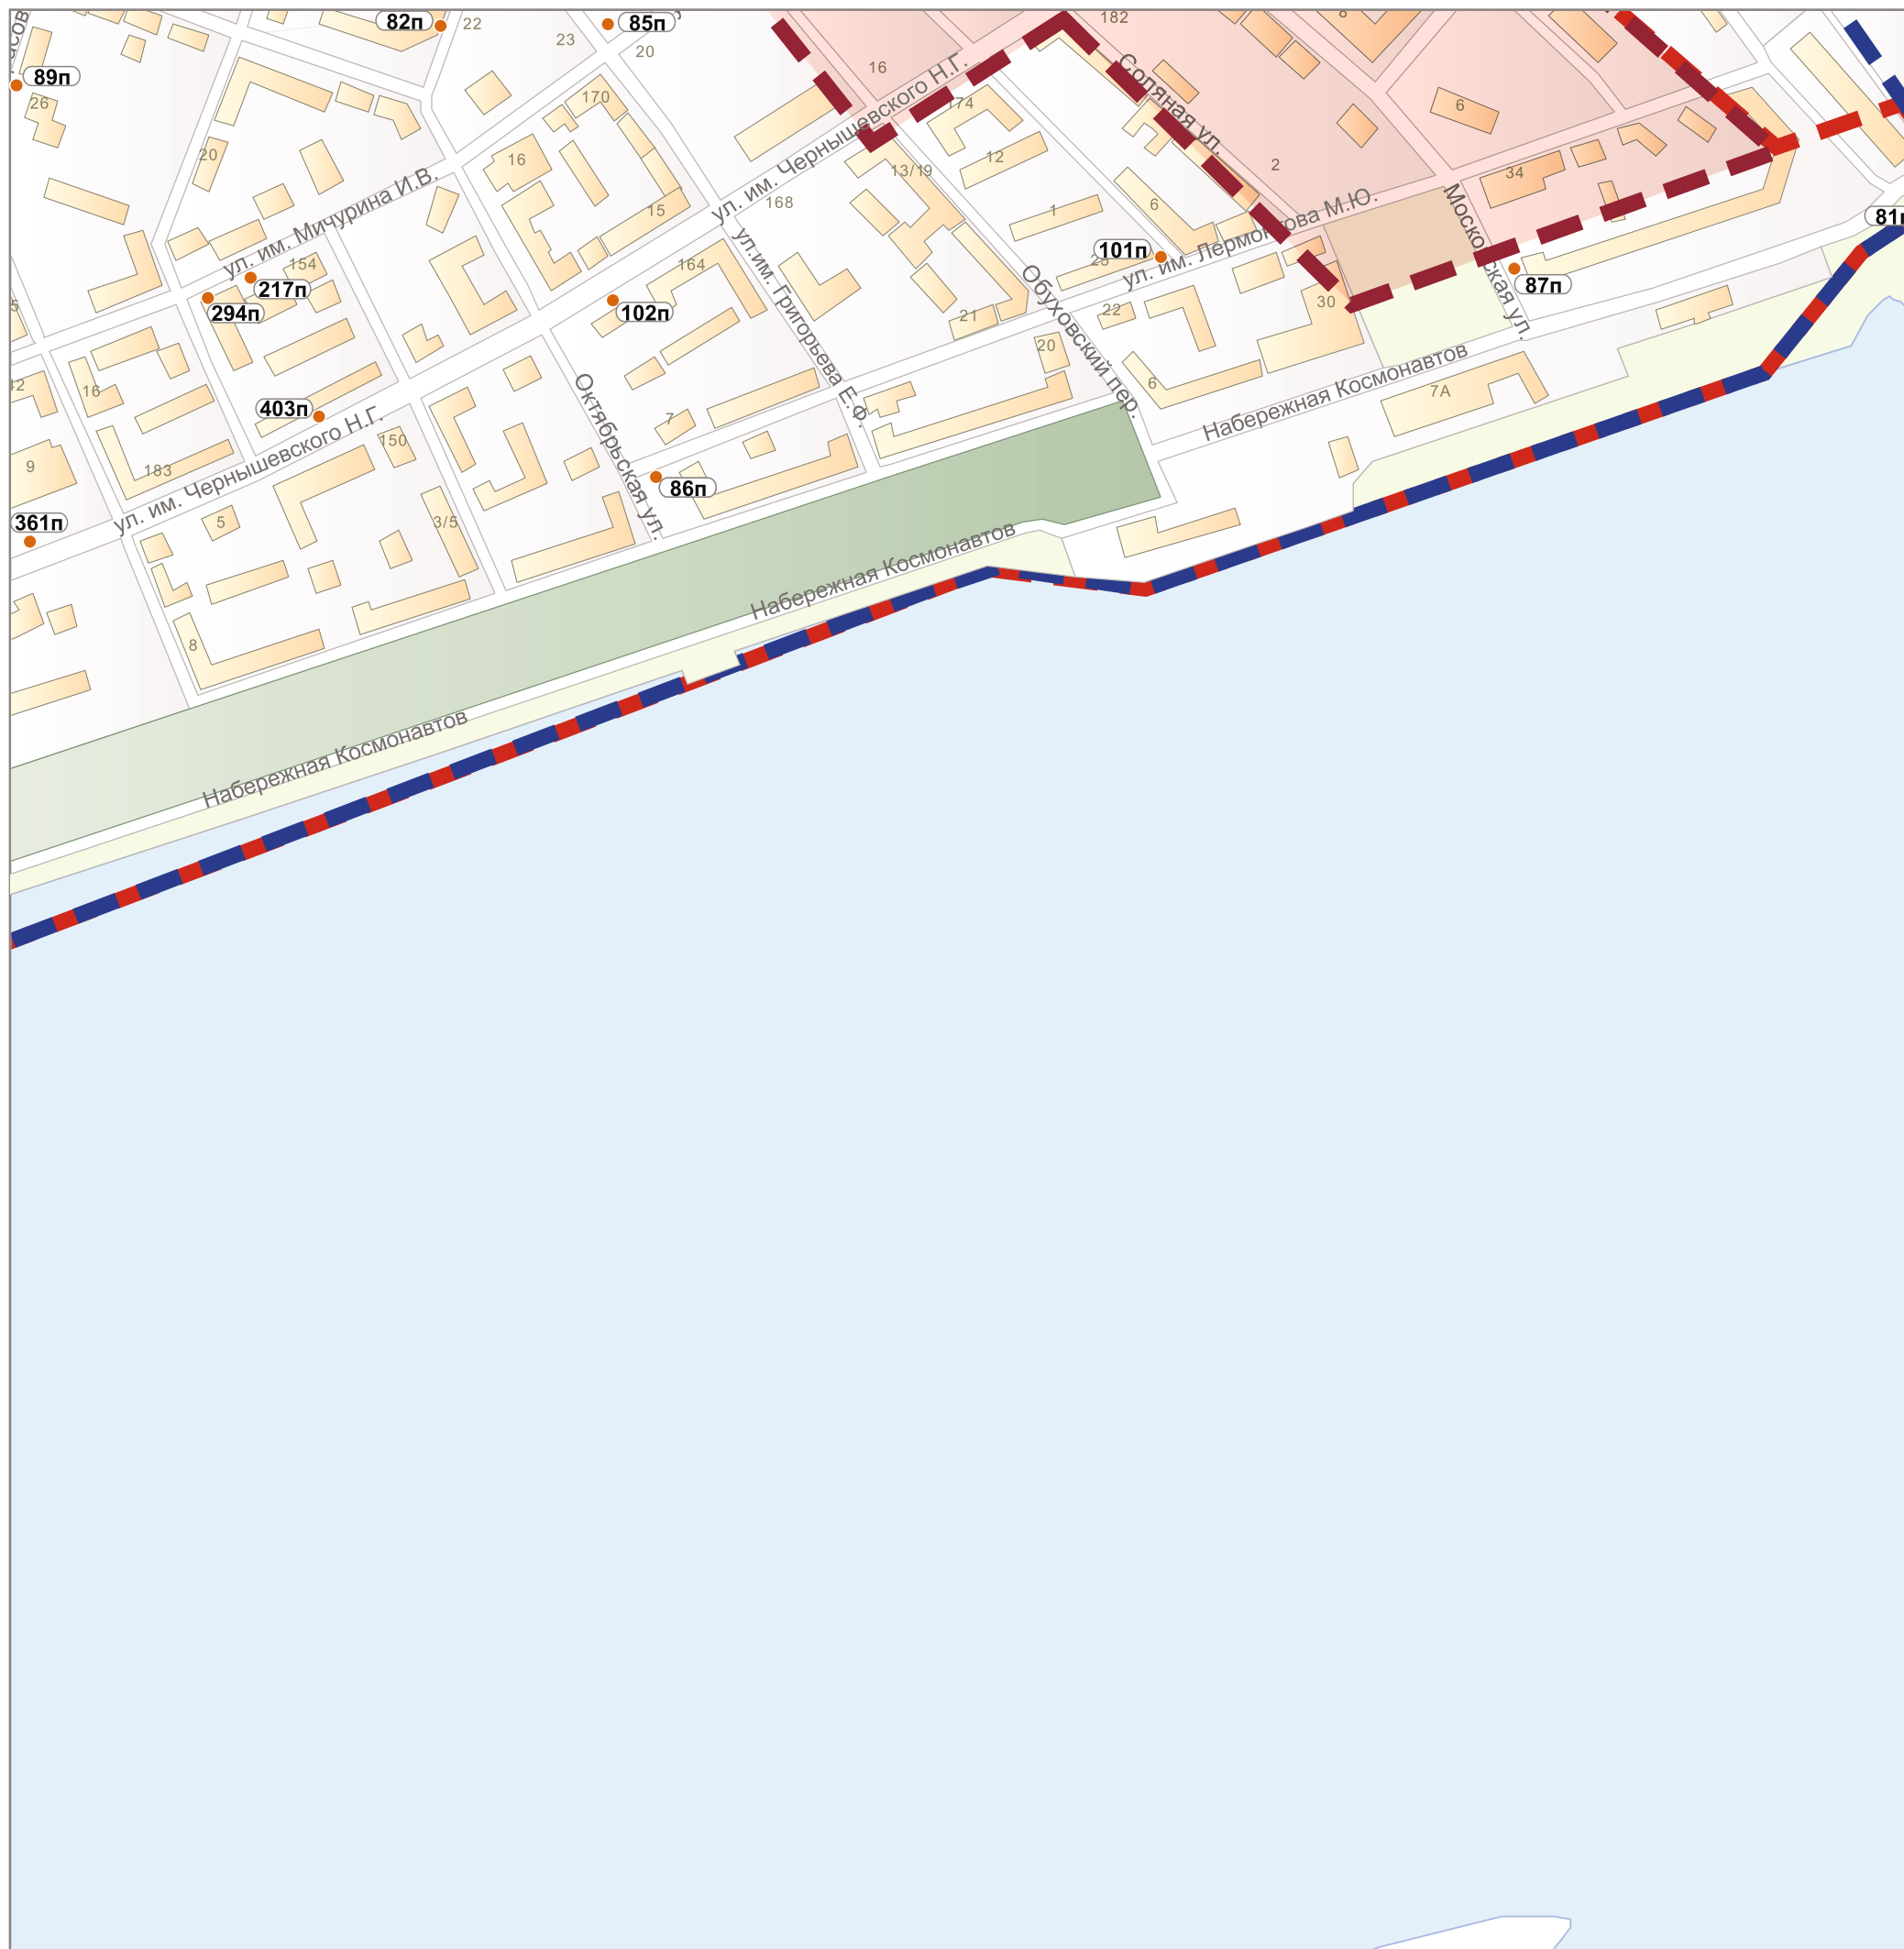 82п
22
85п
23
20
182
8
89п
26
16
Соляная ул.
170
174
6
20
16
12
13/19
2
34
ул. им. Мичурина И.В.
ул. им. Чернышевского Н.Г.
15
168
1
6
Московская ул.
ул. им. Лермонтова М.Ю.
81п
154
217п
294п
164
102п
ул.им. Григорьева Е.Ф.
101п
Обуховский пер.
87п
21
22
30
20
16
403п
Октябрьская ул.
7
6
7А
Набережная Космонавтов
150
9
183
ул. им. Чернышевского Н.Г.
86п
361п
5
3/5
8
Набережная Космонавтов
Набережная Космонавтов